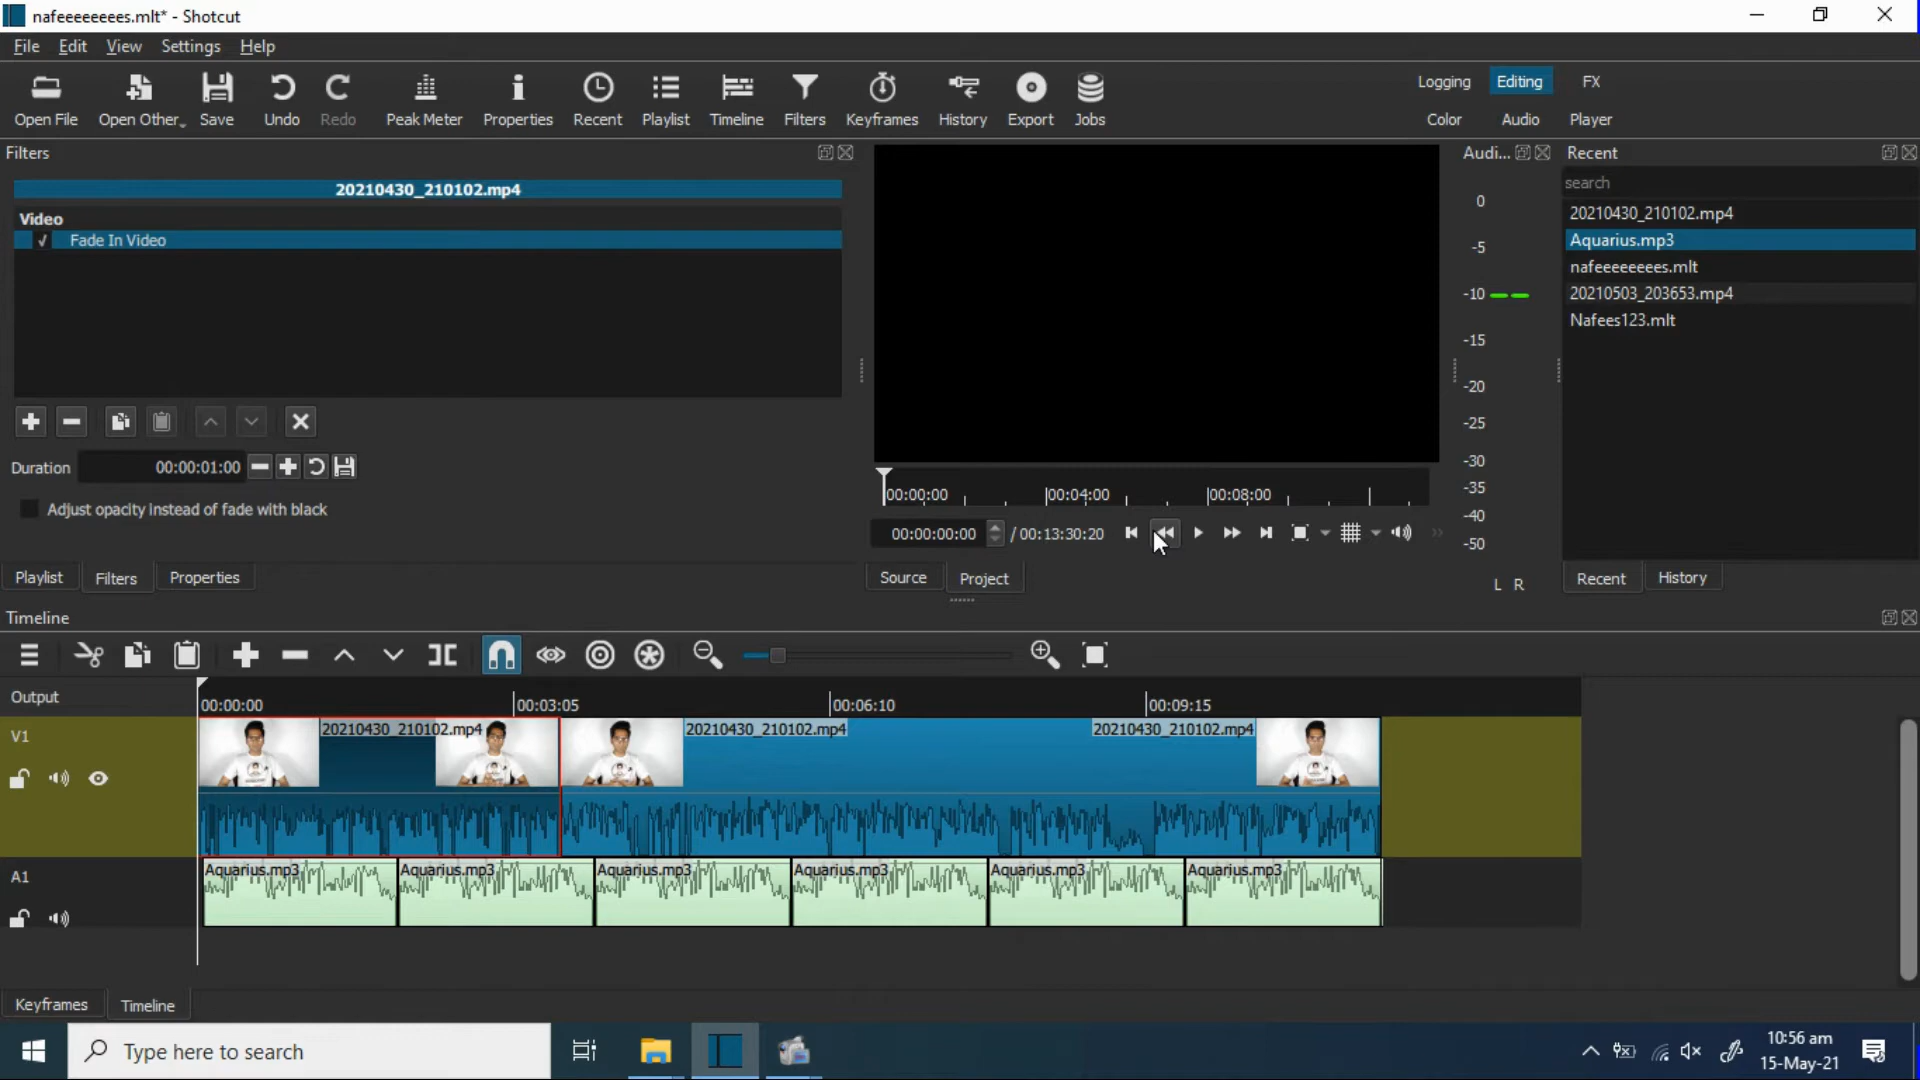 nafeeeeeeees.mlt* - Shotcut
File Edit View Settings Help
Open File Open Other Save Undo Redo Peak Meter Properties Recent Playlist Timeline Filters Keyframes History Export Jobs
Logging Editing FX
Color Audio Player
Filters
20210430_210102.mp4
Video
✓ Fade In Video
Duration 00:00:01:00
Adjust opacity instead of fade with black
Playlist Filters Properties
00:00:00 00:04:00 00:08:00
00:00:00:00 / 00:13:30:20
Source Project
Audi...
0
-5
-10
-15
-20
-25
-30
-35
-40
-50
L R
Recent
search
20210430_210102.mp4
Aquarius.mp3
nafeeeeeeees.mlt
20210503_203653.mp4
Nafees123.mlt
Recent History
Timeline
Output
00:00:00 00:03:05 00:06:10 00:09:15
V1
20210430_210102.mp4 20210430_210102.mp4 20210430_210102.mp4
A1
Aquarius.mp3 Aquarius.mp3 Aquarius.mp3 Aquarius.mp3 Aquarius.mp3 Aquarius.mp3
Keyframes Timeline
Type here to search
10:56 am
15-May-21